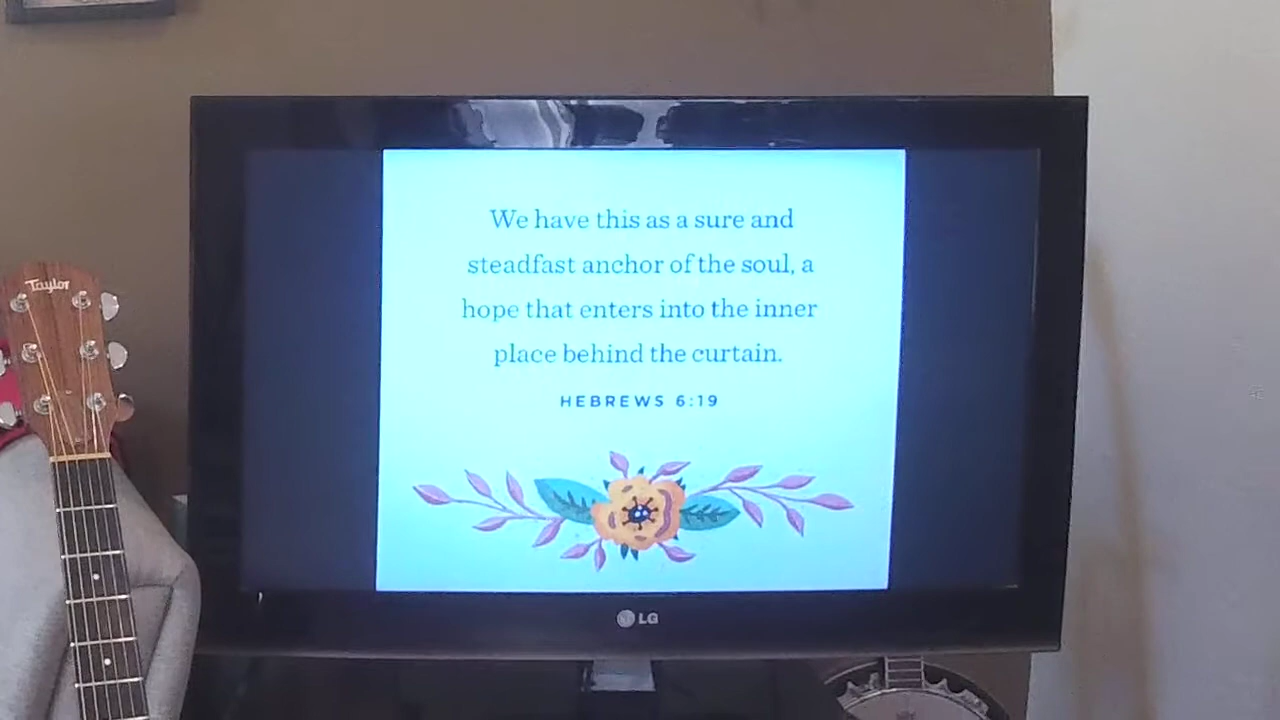 Taylor
We have this as a sure and
steadfast anchor of the soul, a
hope that enters into the inner
place behind the curtain.
HEBREWS 6:19
LG